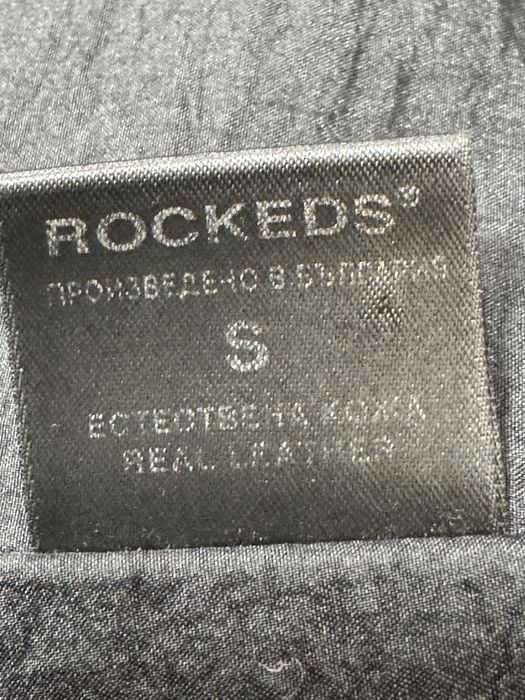 ROCKEDS®
ПРОИЗВЕДЕНО В БЪЛГАРИЯ
S
ЕСТЕСТВЕНА КОЖА
REAL LEATHER